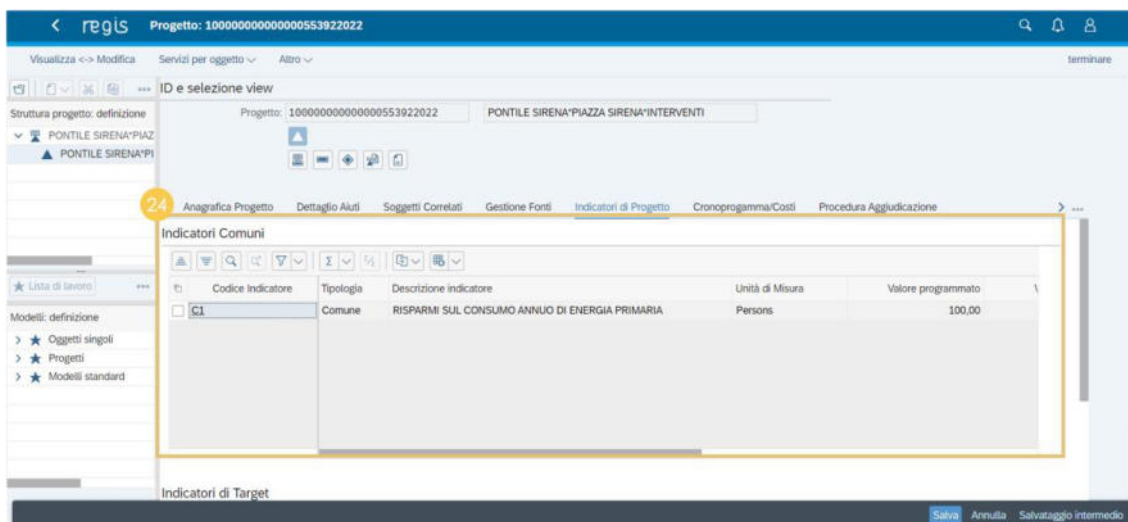 regis Progetto: 100000000000000553922022
Visualizza <-> Modifica Servizi per oggetto Altro terminare
ID e selezione view
Struttura progetto: definizione
Progetto: 100000000000000553922022 PONTILE SIRENA*PIAZZA SIRENA*INTERVENTI
PONTILE SIRENA*PIAZ
PONTILE SIRENA*PI
24 Anagrafica Progetto Dettaglio Aiuti Soggetti Correlati Gestione Fonti Indicatori di Progetto Cronoprogamma/Costi Procedura Aggiudicazione
Indicatori Comuni
Lista di lavoro
Codice Indicatore Tipologia Descrizione indicatore Unità di Misura Valore programmato V
C1 Comune RISPARMI SUL CONSUMO ANNUO DI ENERGIA PRIMARIA Persons 100,00
Modelli: definizione
Oggetti singoli
Progetti
Modelli standard
Indicatori di Target
Salva Annulla Salvataggio intermedio